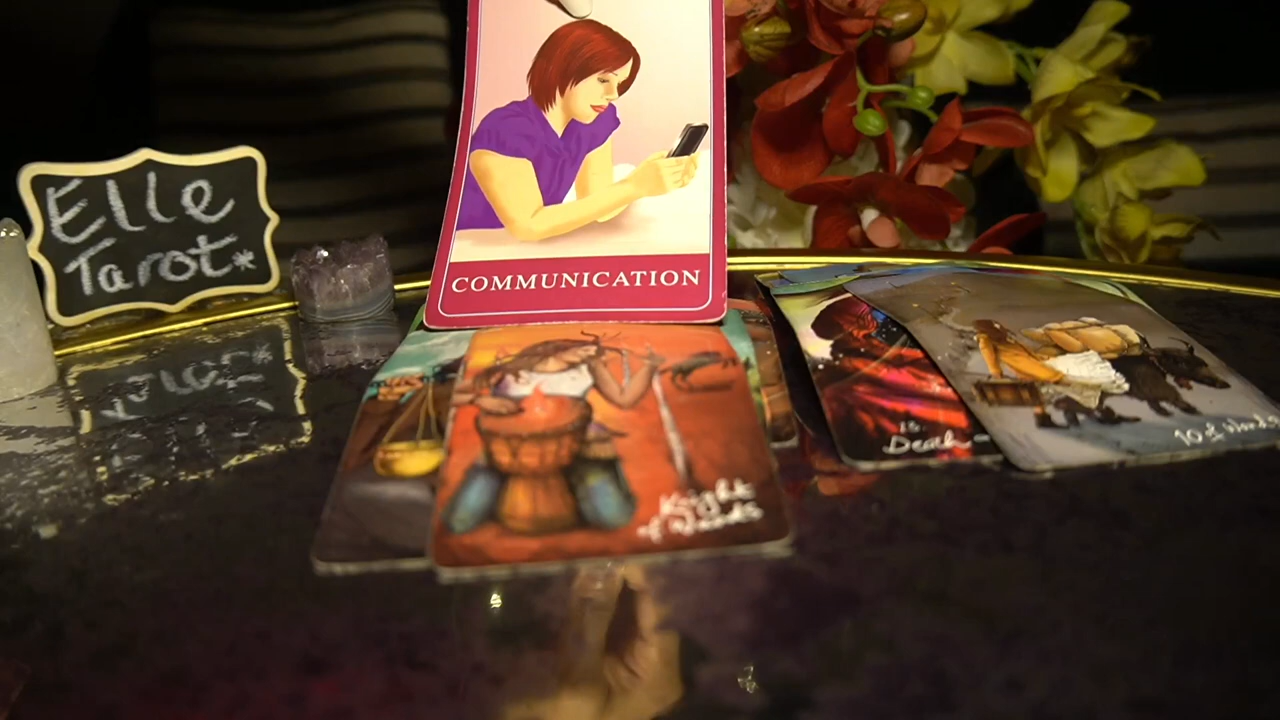 Elle
Tarot*
COMMUNICATION
Knight
of Wands
Death
10 of Wands